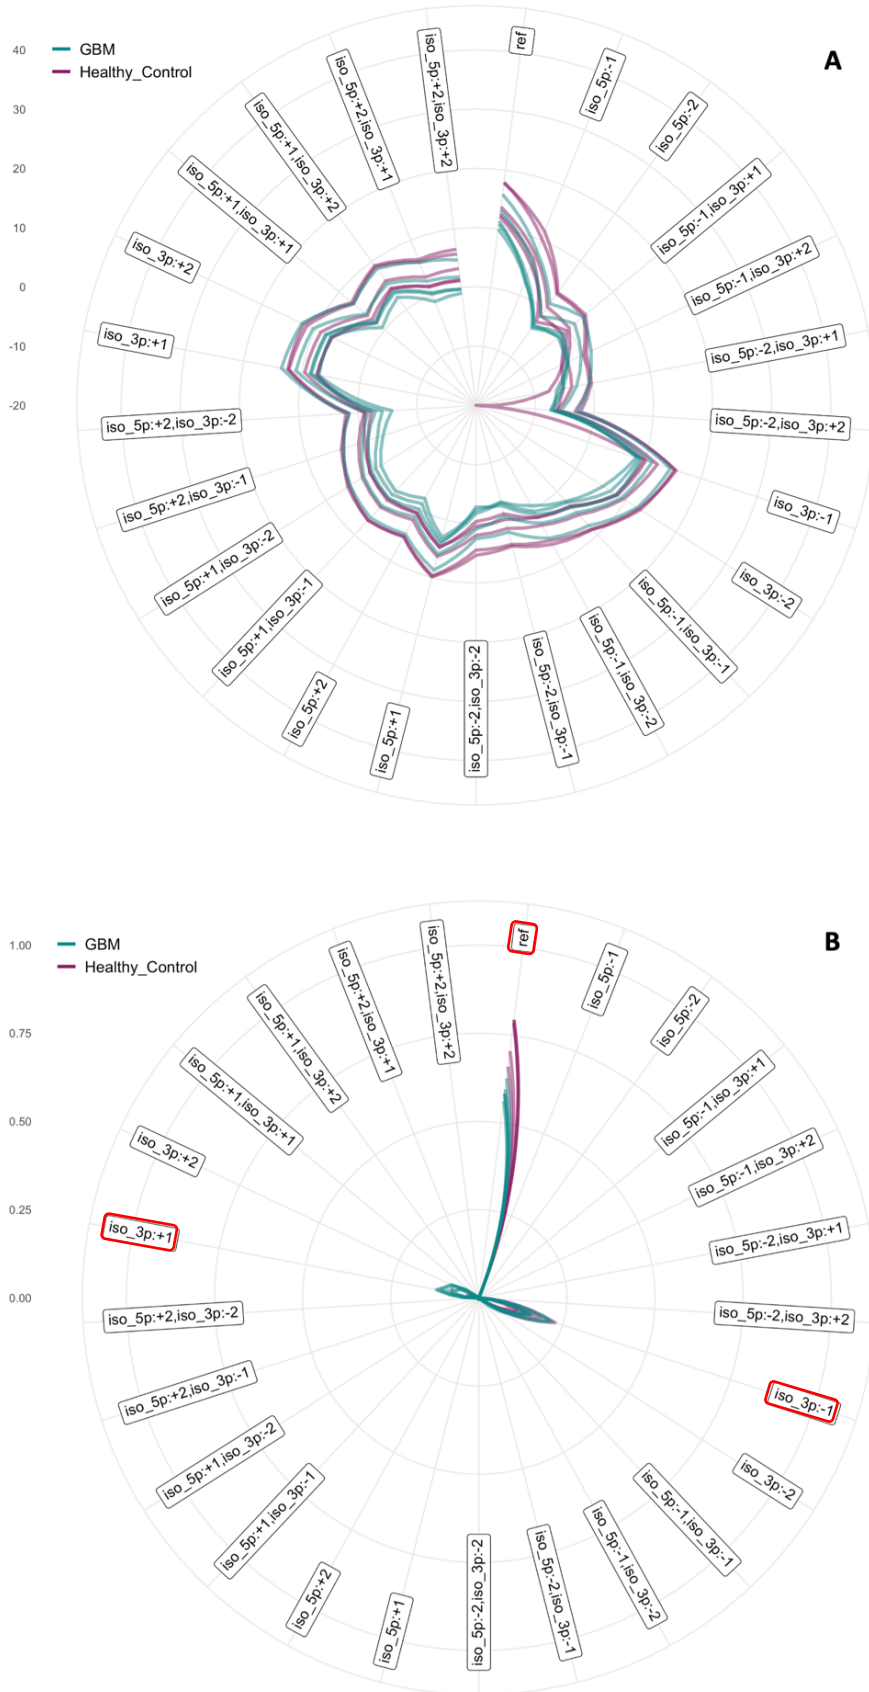 A
GBM
Healthy_Control
40
30
20
10
0
-10
-20
ref
iso_5p:-1
iso_5p:-2
iso_5p:-1,iso_3p:+1
iso_5p:-1,iso_3p:+2
iso_5p:-2,iso_3p:+1
iso_5p:-2,iso_3p:+2
iso_3p:-1
iso_3p:-2
iso_5p:-1,iso_3p:-1
iso_5p:-1,iso_3p:-2
iso_5p:-2,iso_3p:-1
iso_5p:-2,iso_3p:-2
iso_5p:+1
iso_5p:+2
iso_5p:+1,iso_3p:-1
iso_5p:+1,iso_3p:-2
iso_5p:+2,iso_3p:-1
iso_5p:+2,iso_3p:-2
iso_3p:+1
iso_3p:+2
iso_5p:+1,iso_3p:+1
iso_5p:+1,iso_3p:+2
iso_5p:+2,iso_3p:+1
iso_5p:+2,iso_3p:+2
B
GBM
Healthy_Control
1.00
0.75
0.50
0.25
0.00
ref
iso_5p:-1
iso_5p:-2
iso_5p:-1,iso_3p:+1
iso_5p:-1,iso_3p:+2
iso_5p:-2,iso_3p:+1
iso_5p:-2,iso_3p:+2
iso_3p:-1
iso_3p:-2
iso_5p:-1,iso_3p:-1
iso_5p:-1,iso_3p:-2
iso_5p:-2,iso_3p:-1
iso_5p:-2,iso_3p:-2
iso_5p:+1
iso_5p:+2
iso_5p:+1,iso_3p:-1
iso_5p:+1,iso_3p:-2
iso_5p:+2,iso_3p:-1
iso_5p:+2,iso_3p:-2
iso_3p:+1
iso_3p:+2
iso_5p:+1,iso_3p:+1
iso_5p:+1,iso_3p:+2
iso_5p:+2,iso_3p:+1
iso_5p:+2,iso_3p:+2